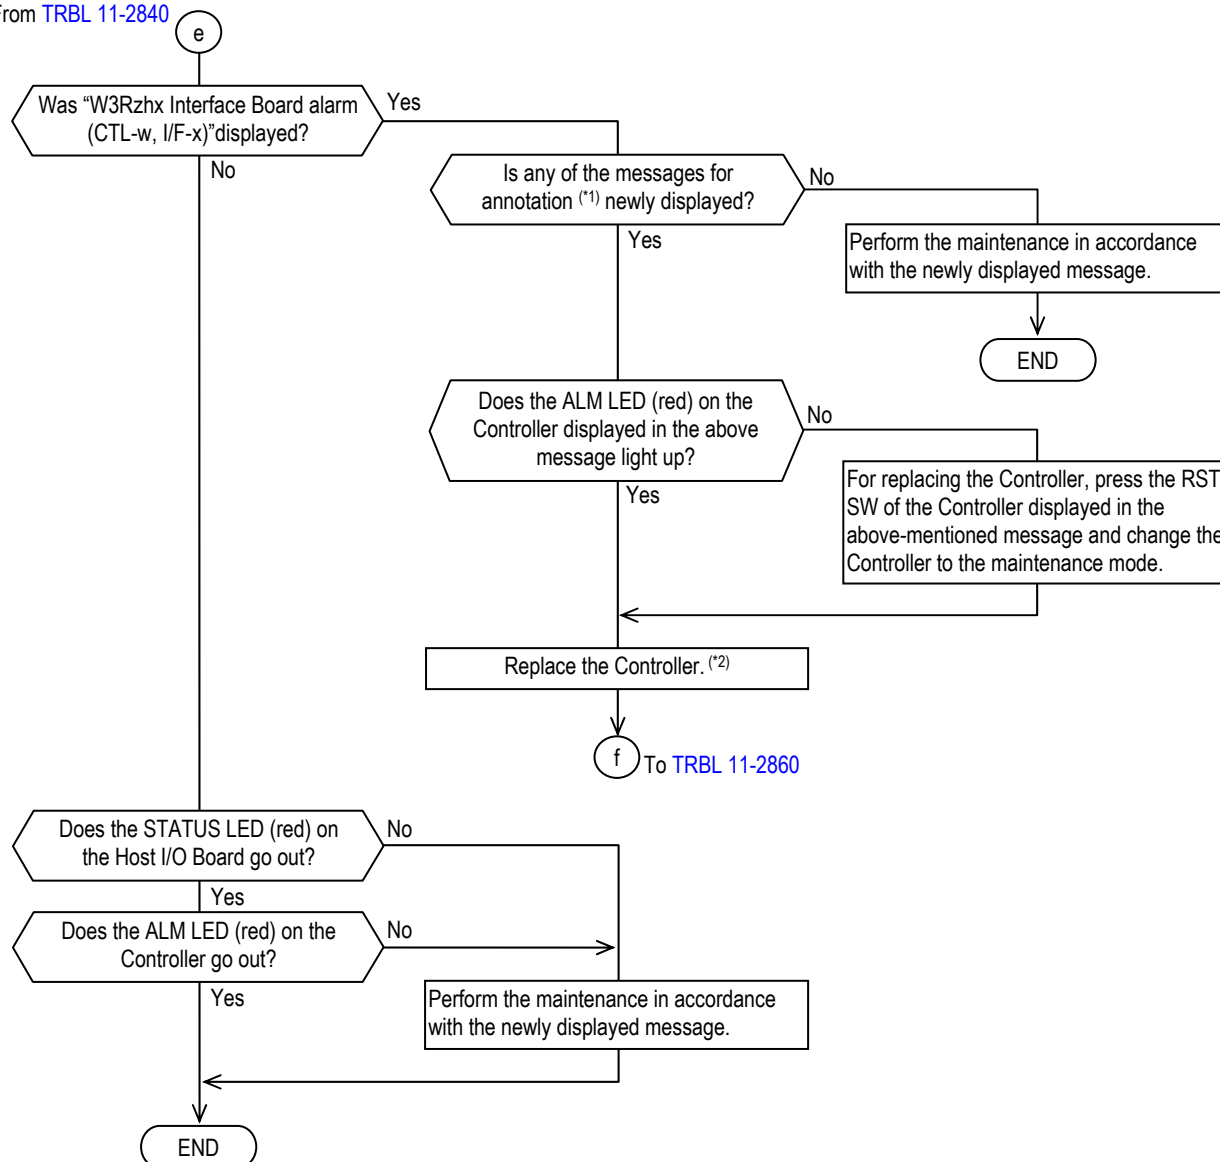 From TRBL 11-2840
e
Was “W3Rzhx Interface Board alarm
(CTL-w, I/F-x)”displayed?
Yes
No
Is any of the messages for
annotation (*1) newly displayed?
No
Yes
Perform the maintenance in accordance
with the newly displayed message.
END
Does the ALM LED (red) on the
Controller displayed in the above
message light up?
No
Yes
For replacing the Controller, press the RST
SW of the Controller displayed in the
above-mentioned message and change the
Controller to the maintenance mode.
Replace the Controller. (*2)
f
To TRBL 11-2860
Does the STATUS LED (red) on
the Host I/O Board go out?
No
Yes
Does the ALM LED (red) on the
Controller go out?
No
Yes
Perform the maintenance in accordance
with the newly displayed message.
END